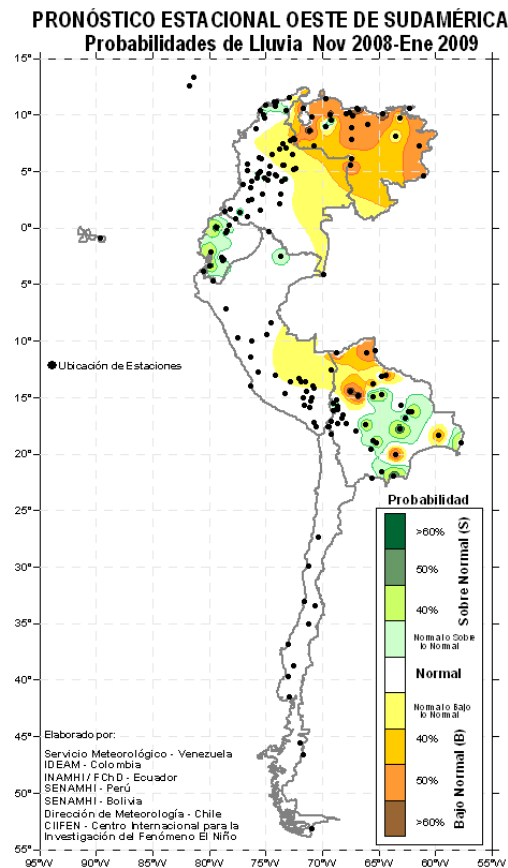 PRONÓSTICO ESTACIONAL OESTE DE SUDAMÉRICA
Probabilidades de Lluvia Nov 2008-Ene 2009
15°
10°
5°
0°
5°
10°
Ubicación de Estaciones
15°
20°
25°
30°
35°
40°
45°
50°
55°
95°W
90°W
85°W
80°W
75°W
70°W
65°W
60°W
55°W
Probabilidad
>60%
50%
40%
Normal o Sobre
lo Normal
Sobre Normal (S)
Normal
Normal o Bajo
lo Normal
40%
50%
>60%
Bajo Normal (B)
Elaborado por:
Servicio Meteorológico - Venezuela
IDEAM - Colombia
INAMHI / FChD - Ecuador
SENAMHI - Perú
SENAMHI - Bolivia
Dirección de Meteorología - Chile
CIIFEN - Centro Internacional para la
Investigación del Fenómeno El Niño